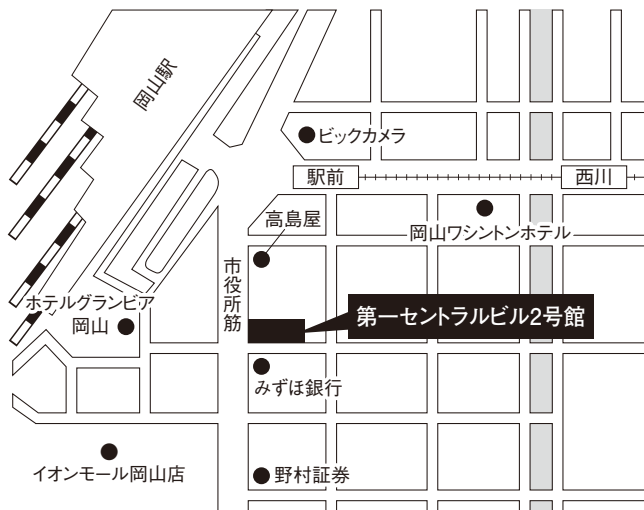 岡山駅
ビックカメラ
駅前
西川
高島屋
岡山ワシントンホテル
市役所筋
ホテルグランビア
岡山
第一セントラルビル2号館
みずほ銀行
イオンモール岡山店
野村証券